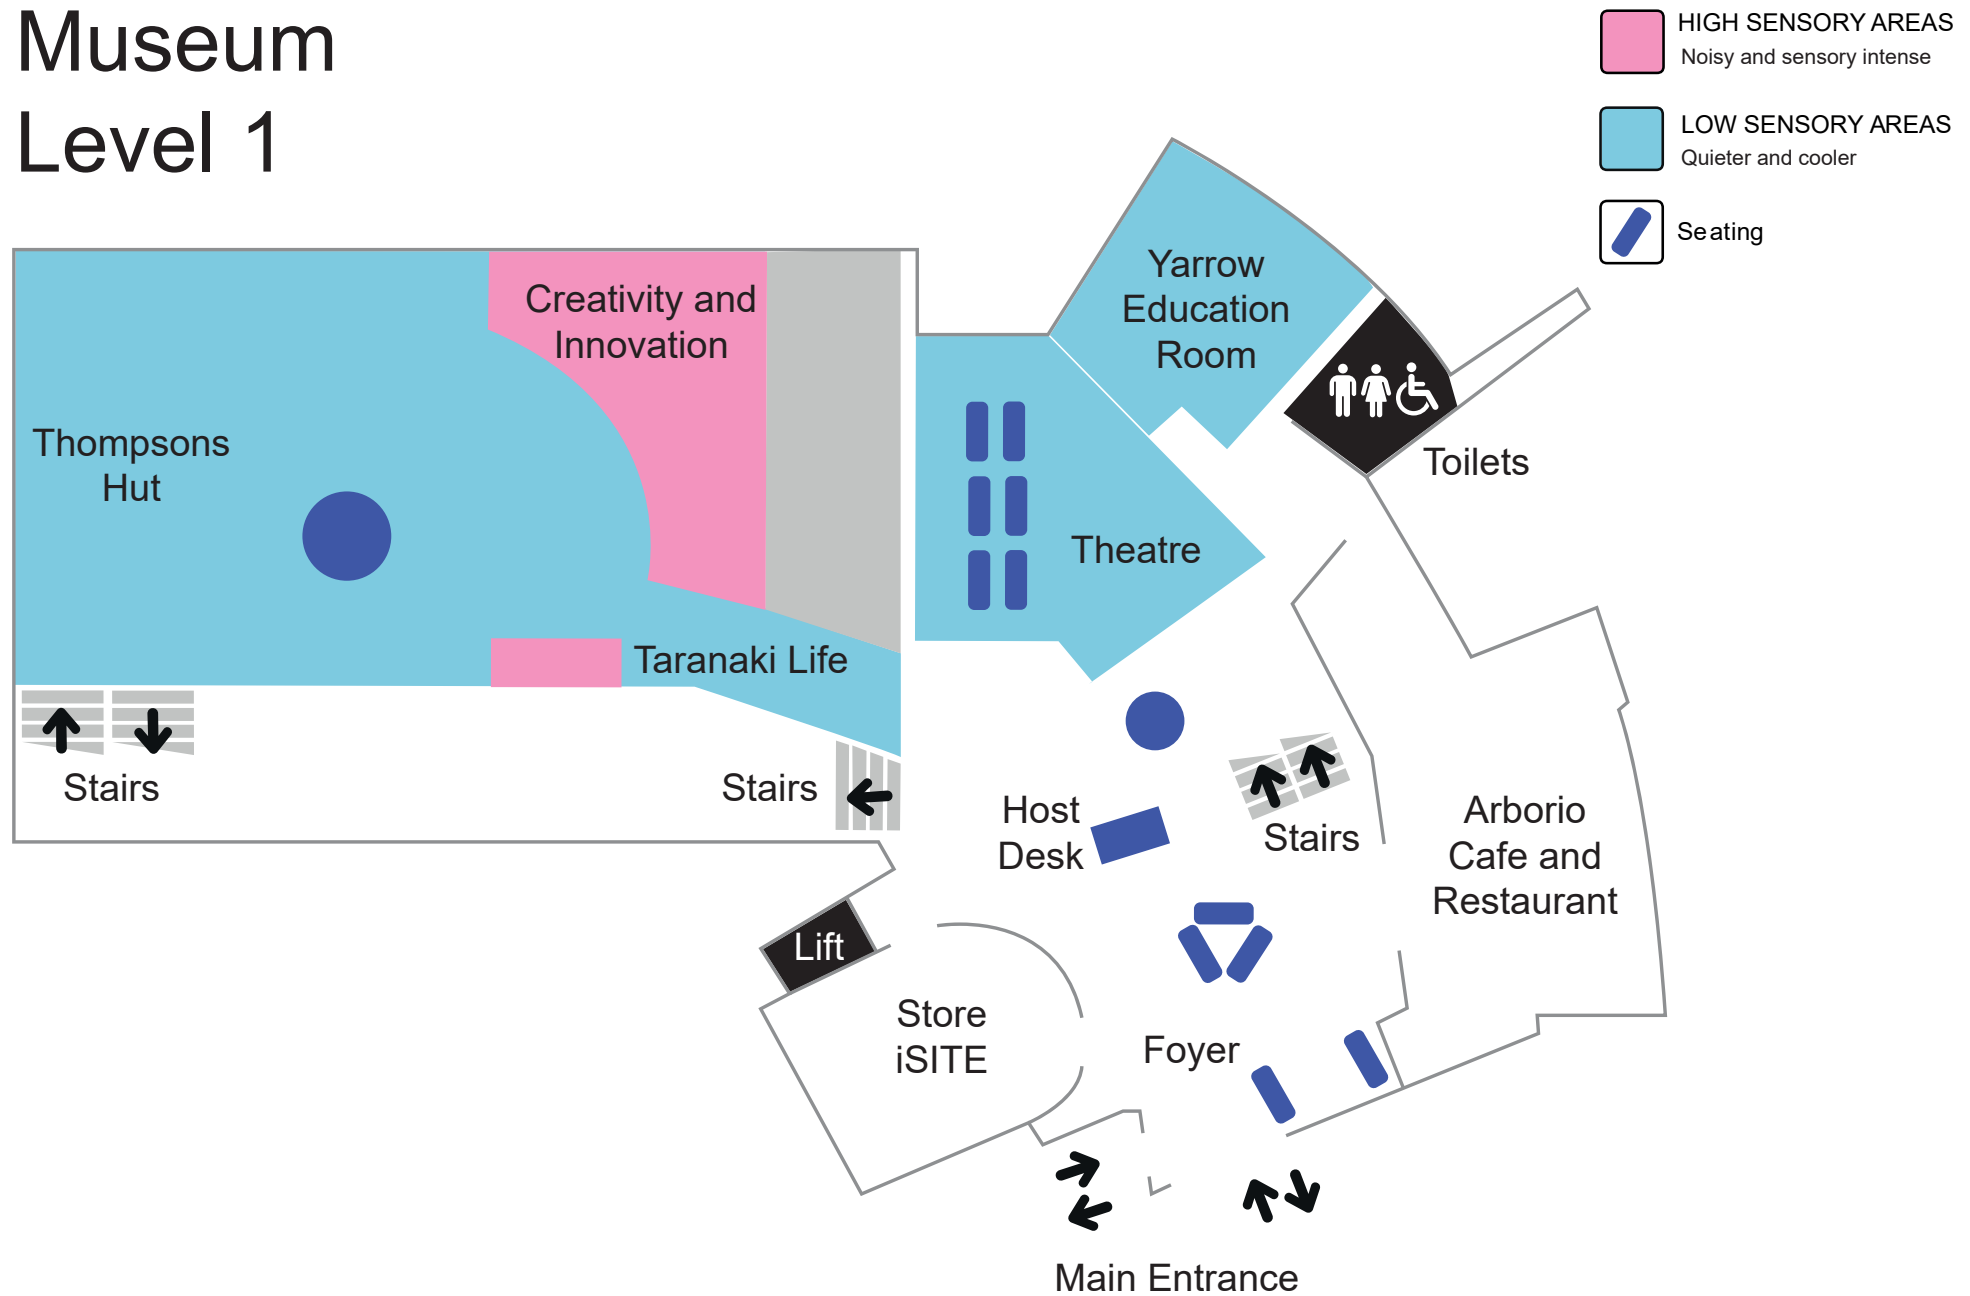 Museum
Level 1
HIGH SENSORY AREAS
Noisy and sensory intense
LOW SENSORY AREAS
Quieter and cooler
Seating
Yarrow
Education
Room
Creativity and
Innovation
Thompsons
Hut
Toilets
Theatre
Taranaki Life
Stairs
Stairs
Host
Desk
Stairs
Arborio
Cafe and
Restaurant
Lift
Store
iSITE
Foyer
Main Entrance